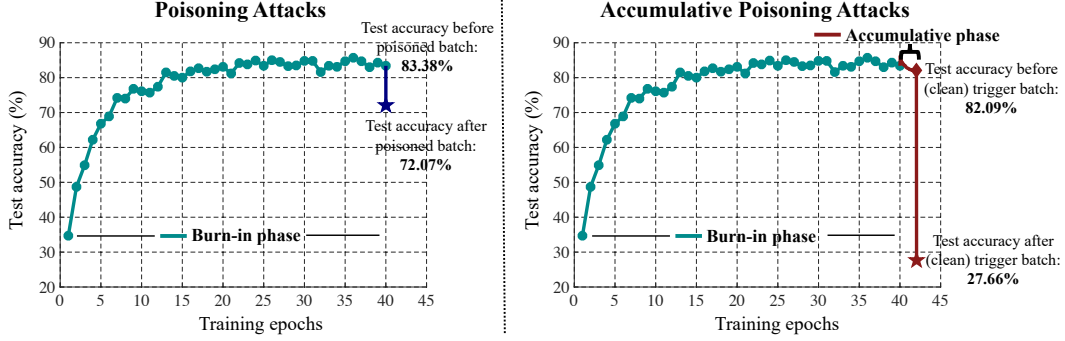 Poisoning Attacks
Test accuracy before
poisoned batch:
83.38%
Test accuracy after
poisoned batch:
72.07%
Burn-in phase
Test accuracy (%)
90
80
70
60
50
40
30
20
0
5
10
15
20
25
30
35
40
45
Training epochs
Accumulative Poisoning Attacks
Accumulative phase
Test accuracy before
(clean) trigger batch:
82.09%
Test accuracy after
(clean) trigger batch:
27.66%
Burn-in phase
Test accuracy (%)
90
80
70
60
50
40
30
20
0
5
10
15
20
25
30
35
40
45
Training epochs